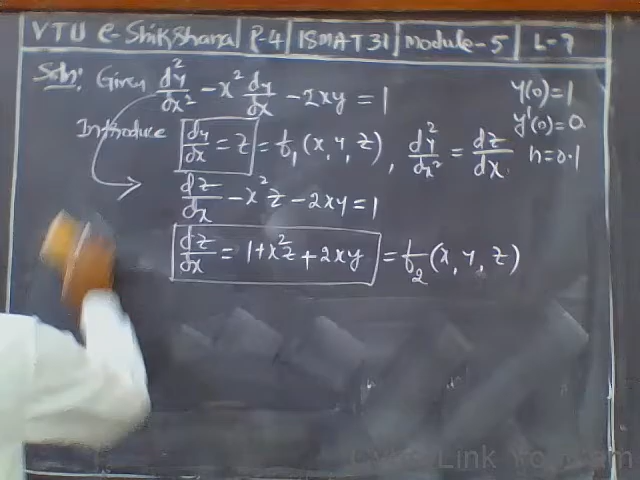 VTU e-Shikshana | P-4 | 18MAT31 | Module-5 | L-7
Soln: Given d²y/dx² - x² dy/dx - 2xy = 1
y(0)=1
y'(0)=0.
h=0.1
Introduce dy/dx = z = f₁(x, y, z), d²y/dx² = dz/dx.
dz/dx - x²z - 2xy = 1
dz/dx = 1+x²z + 2xy = f₂(x, y, z)